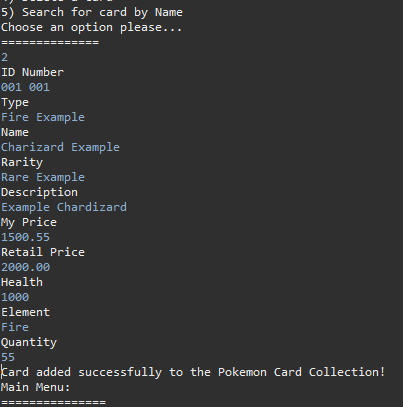 5) Search for card by Name
Choose an option please...
==============
2
ID Number
001 001
Type
Fire Example
Name
Charizard Example
Rarity
Rare Example
Description
Example Chardizard
My Price
1500.55
Retail Price
2000.00
Health
1000
Element
Fire
Quantity
55
Card added successfully to the Pokemon Card Collection!
Main Menu:
===============